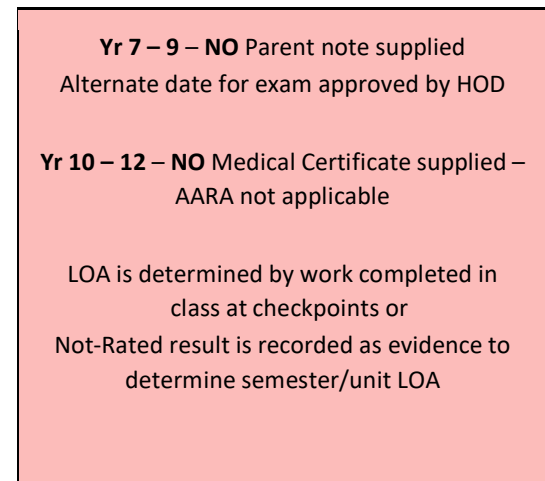 Yr 7 – 9 – NO Parent note supplied
Alternate date for exam approved by HOD
Yr 10 – 12 – NO Medical Certificate supplied –
AARA not applicable
LOA is determined by work completed in
class at checkpoints or
Not-Rated result is recorded as evidence to
determine semester/unit LOA